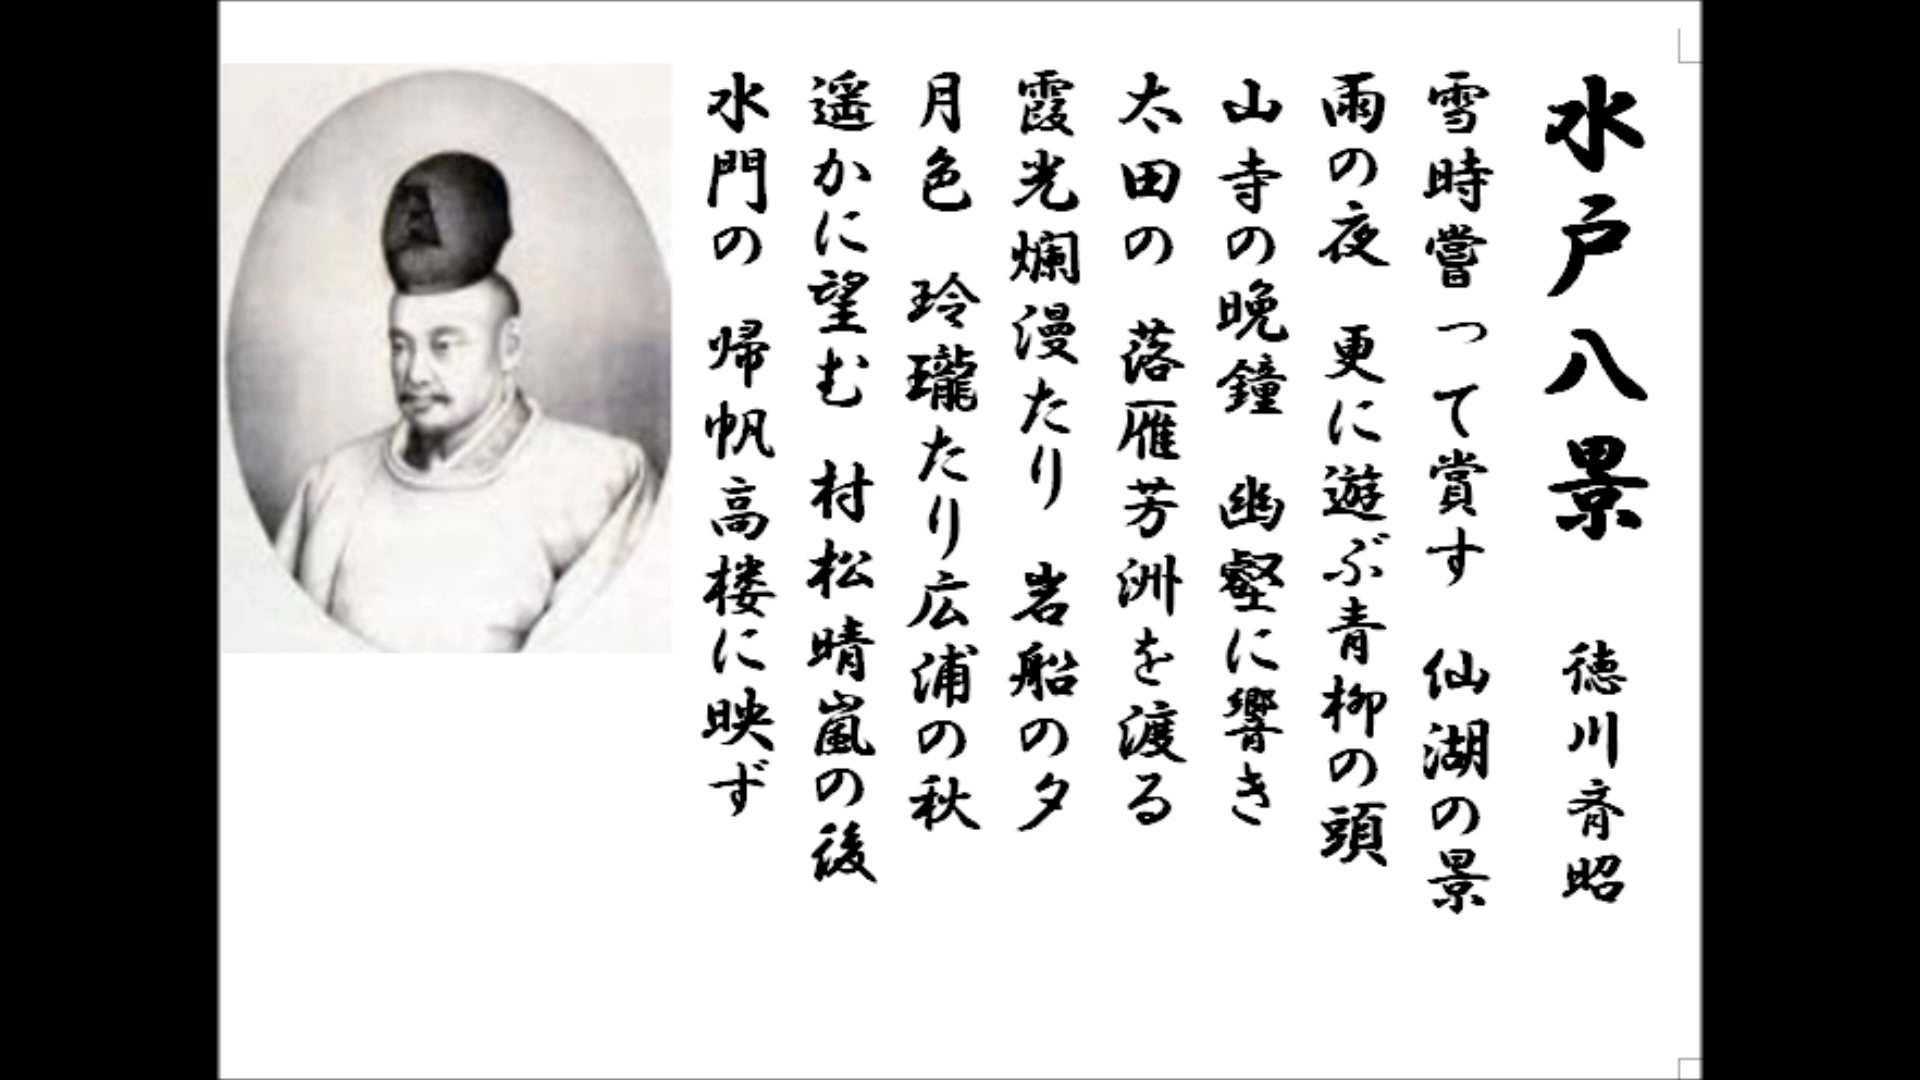 水戸八景　徳川斉昭
雪時嘗って賞す　仙湖の景
雨の夜　更に遊ぶ青柳の頭
山寺の晩鐘　幽壑に響き
太田の　落雁芳洲を渡る
霞光爛漫たり　岩船の夕
月色　玲瓏たり広浦の秋
遥かに望む　村松晴嵐の後
水門の　帰帆高楼に映ず